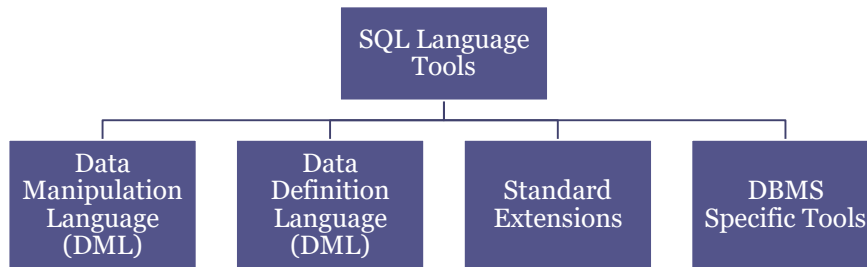 SQL Language
Tools
Data
Manipulation
Language
(DML)
Data
Definition
Language
(DML)
Standard
Extensions
DBMS
Specific Tools